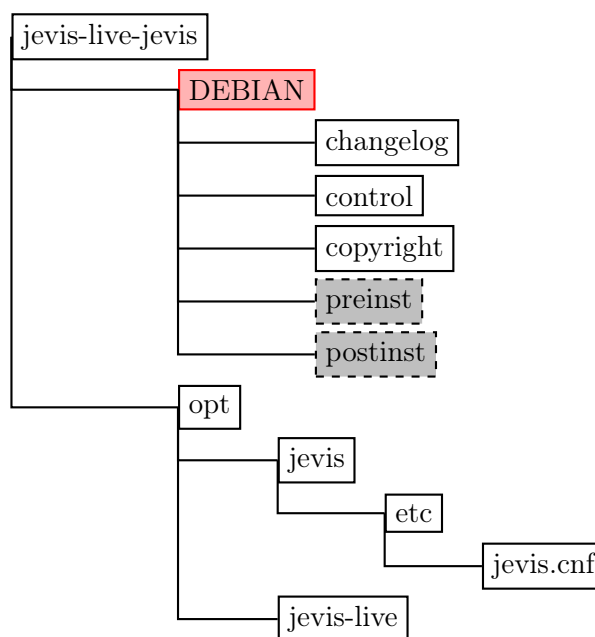 jevis-live-jevis
DEBIAN
changelog
control
copyright
preinst
postinst
opt
jevis
etc
jevis.cnf
jevis-live